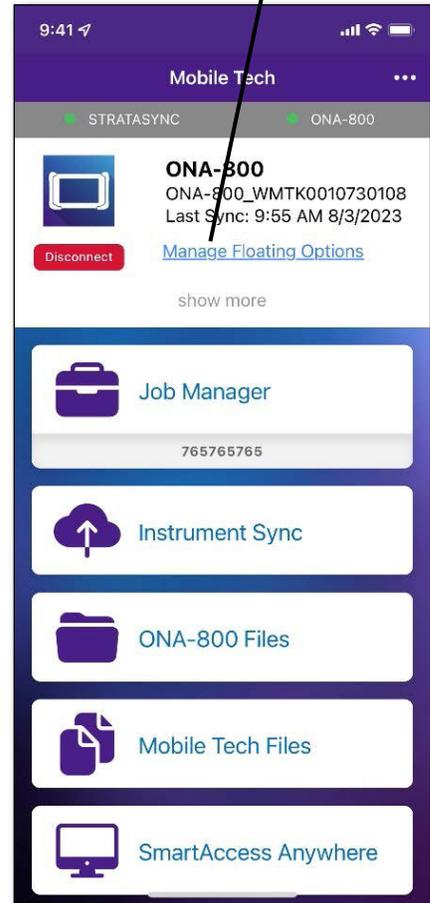 9:41
Mobile Tech
STRATASYNC ONA-800
ONA-800
ONA-800_WMTK0010730108
Last Sync: 9:55 AM 8/3/2023
Disconnect Manage Floating Options
show more
Job Manager
765765765
Instrument Sync
ONA-800 Files
Mobile Tech Files
SmartAccess Anywhere